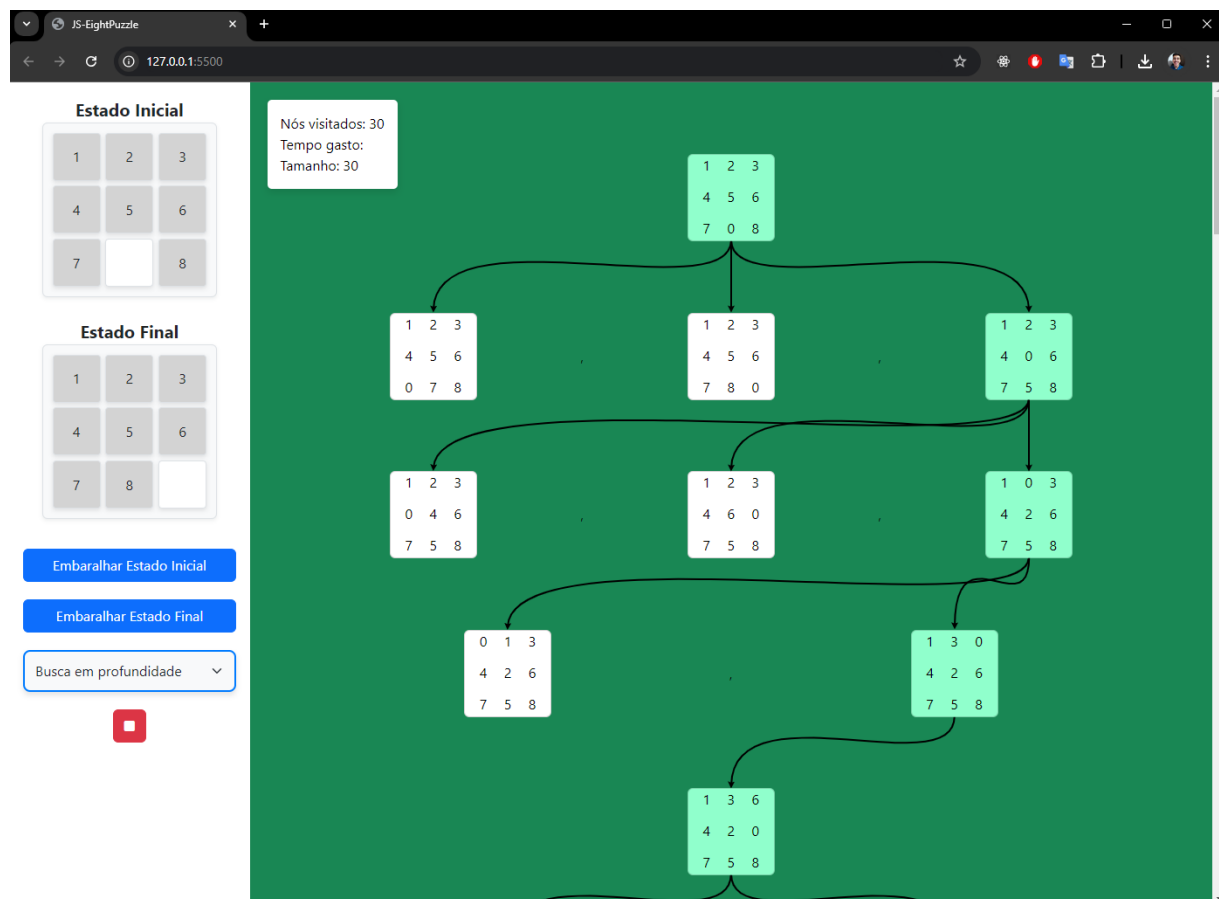 JS-EightPuzzle
127.0.0.1:5500
Estado Inicial
1 2 3
4 5 6
7 8
Estado Final
1 2 3
4 5 6
7 8
Embaralhar Estado Inicial
Embaralhar Estado Final
Busca em profundidade
Nós visitados: 30
Tempo gasto:
Tamanho: 30
1 2 3
4 5 6
7 0 8
1 2 3
4 5 6
0 7 8
,
1 2 3
4 5 6
7 8 0
,
1 2 3
4 0 6
7 5 8
1 2 3
0 4 6
7 5 8
,
1 2 3
4 6 0
7 5 8
,
1 0 3
4 2 6
7 5 8
0 1 3
4 2 6
7 5 8
,
1 3 0
4 2 6
7 5 8
1 3 6
4 2 0
7 5 8